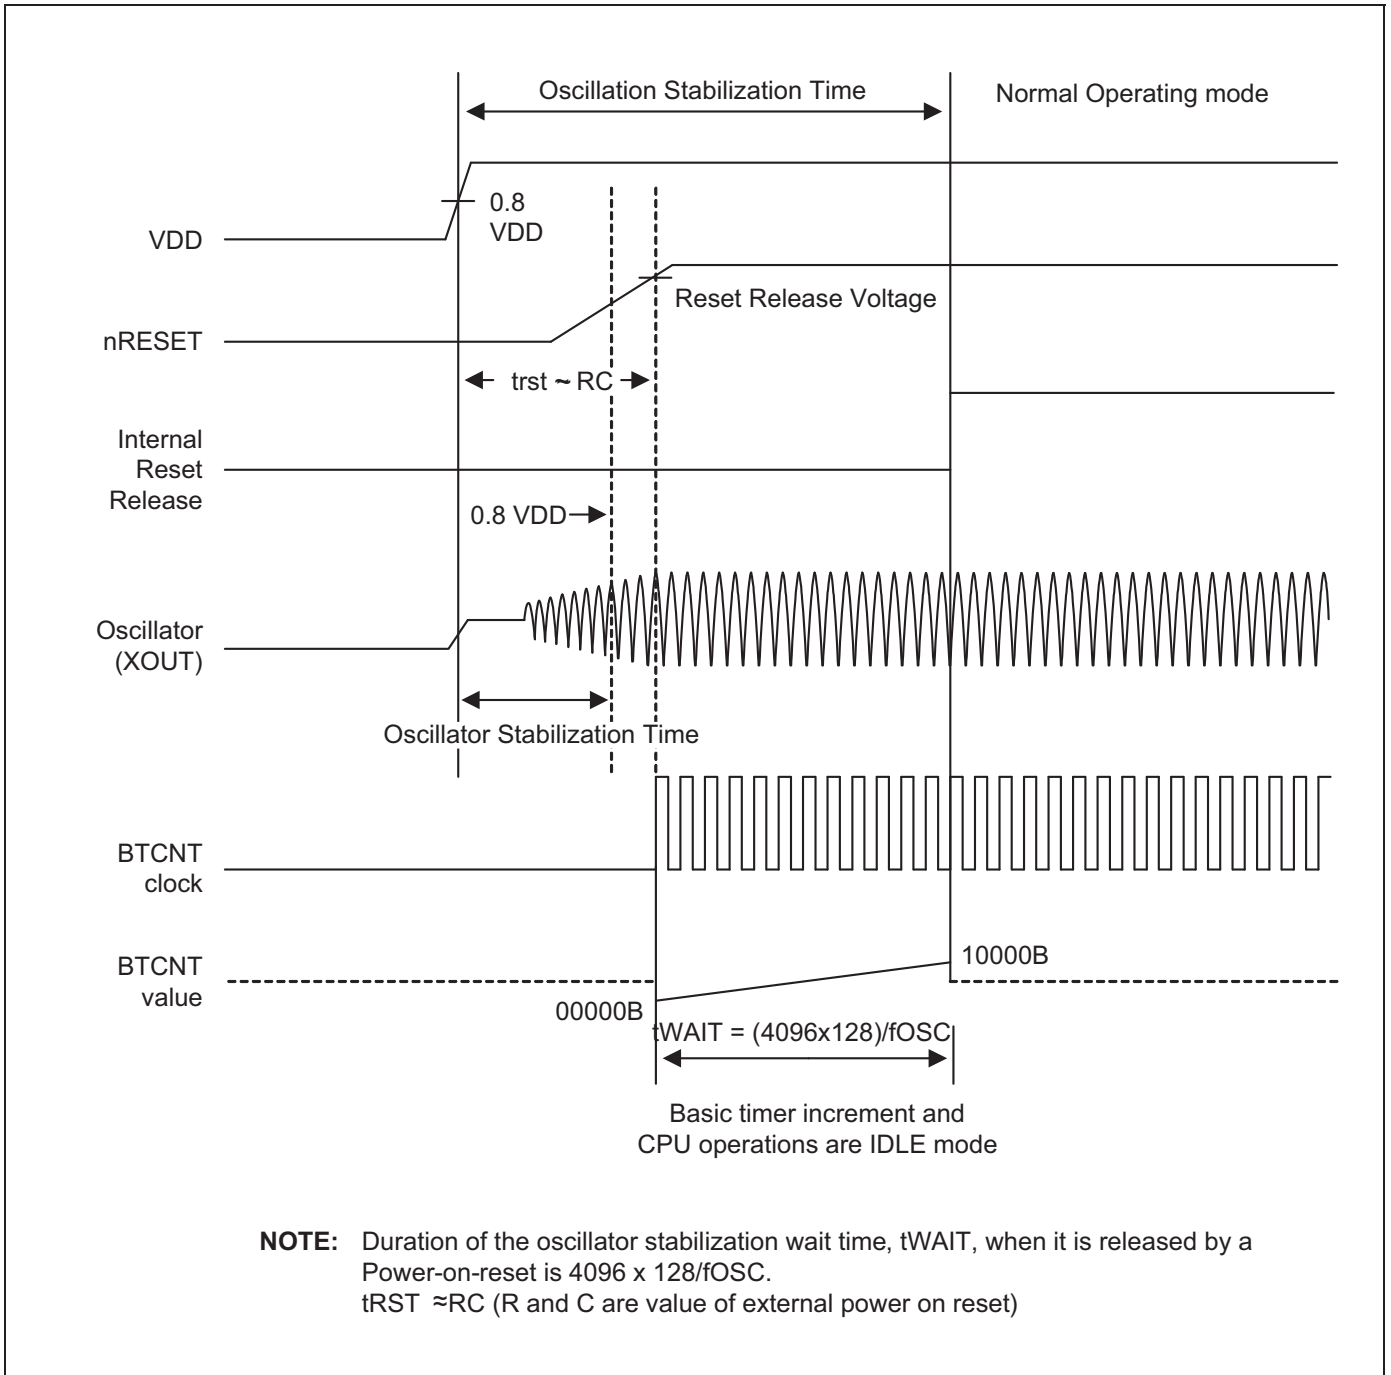 Oscillation Stabilization Time
Normal Operating mode
0.8
VDD
VDD
Reset Release Voltage
nRESET
trst ~ RC
Internal
Reset
Release
0.8 VDD
Oscillator
(XOUT)
Oscillator Stabilization Time
BTCNT
clock
BTCNT
value
10000B
00000B
tWAIT = (4096x128)/fOSC
Basic timer increment and
CPU operations are IDLE mode
NOTE: Duration of the oscillator stabilization wait time, tWAIT, when it is released by a
Power-on-reset is 4096 x 128/fOSC.
tRST ≈RC (R and C are value of external power on reset)